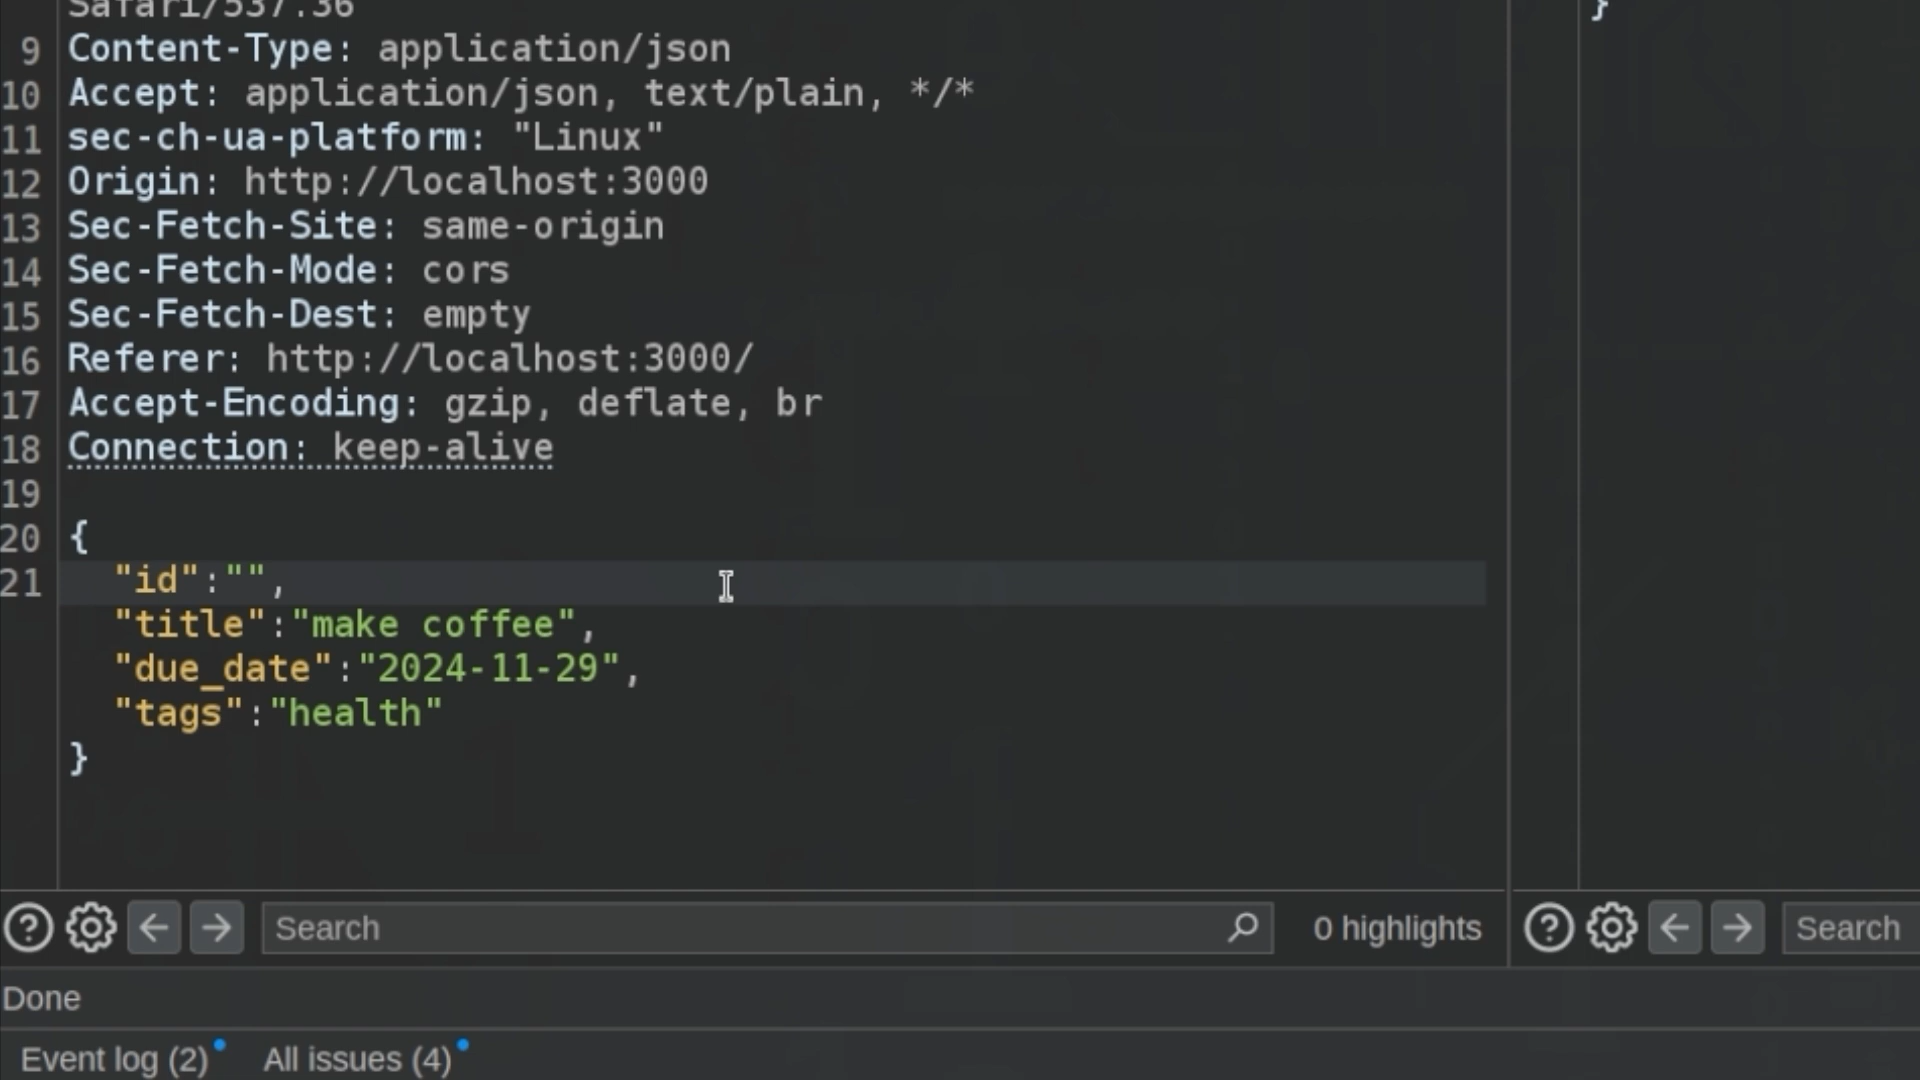 Safari/537.36
}
9 Content-Type: application/json
10 Accept: application/json, text/plain, */*
11 sec-ch-ua-platform: "Linux"
12 Origin: http://localhost:3000
13 Sec-Fetch-Site: same-origin
14 Sec-Fetch-Mode: cors
15 Sec-Fetch-Dest: empty
16 Referer: http://localhost:3000/
17 Accept-Encoding: gzip, deflate, br
18 Connection: keep-alive
19
20 {
21 "id":"",
"title":"make coffee",
"due_date":"2024-11-29",
"tags":"health"
}
Search
0 highlights
Search
Done
Event log (2) All issues (4)